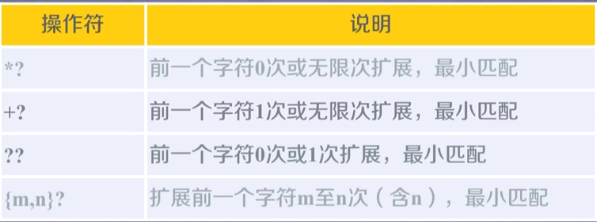 操作符 说明
*? 前一个字符0次或无限次扩展，最小匹配
+? 前一个字符1次或无限次扩展，最小匹配
?? 前一个字符0次或1次扩展，最小匹配
{m,n}? 扩展前一个字符m至n次（含n），最小匹配